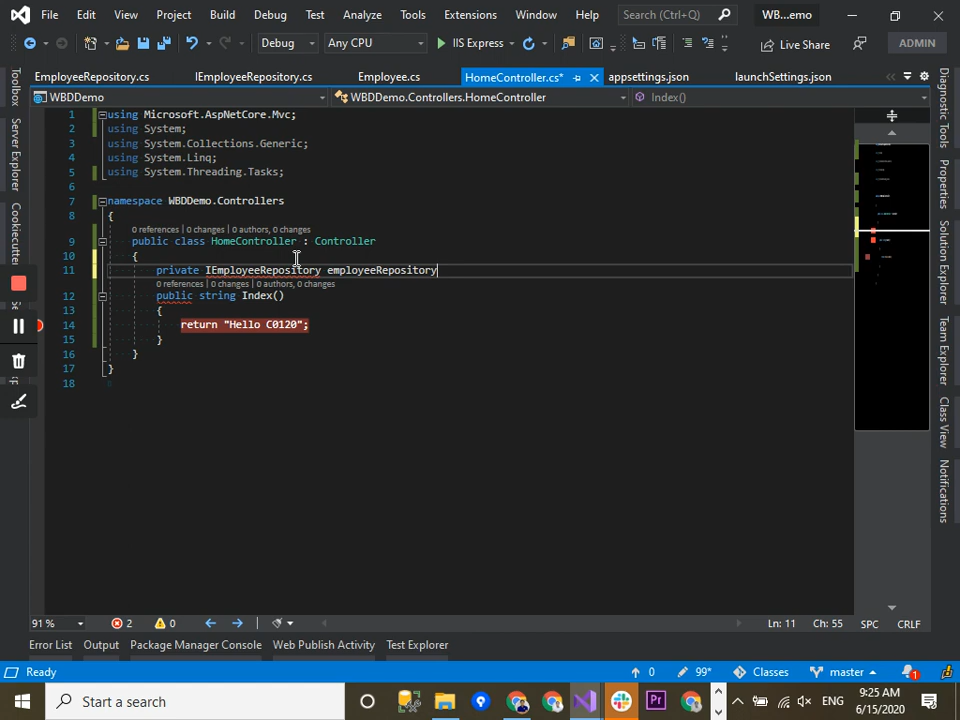 File Edit View Project Build Debug Test Analyze Tools Extensions Window Help Search (Ctrl+Q) WB...emo
Debug Any CPU IIS Express Live Share ADMIN
EmployeeRepository.cs IEmployeeRepository.cs Employee.cs HomeController.cs* appsettings.json launchSettings.json
WBDDemo WBDDemo.Controllers.HomeController Index()
Toolbox
Server Explorer
Cookiecutter
1 using Microsoft.AspNetCore.Mvc;
2 using System;
3 using System.Collections.Generic;
4 using System.Linq;
5 using System.Threading.Tasks;
6
7 namespace WBDDemo.Controllers
8 {
0 references | 0 changes | 0 authors, 0 changes
9 public class HomeController : Controller
10 {
11 private IEmployeeRepository employeeRepository
0 references | 0 changes | 0 authors, 0 changes
12 public string Index()
13 {
14 return "Hello C0120";
15 }
16 }
17 }
18
Diagnostic Tools
Properties
Solution Explorer
Team Explorer
Class View
Notifications
91 % 2 0 Ln: 11 Ch: 55 SPC CRLF
Error List Output Package Manager Console Web Publish Activity Test Explorer
Ready 0 99* Classes master 1
Start a search ENG 9:25 AM
6/15/2020